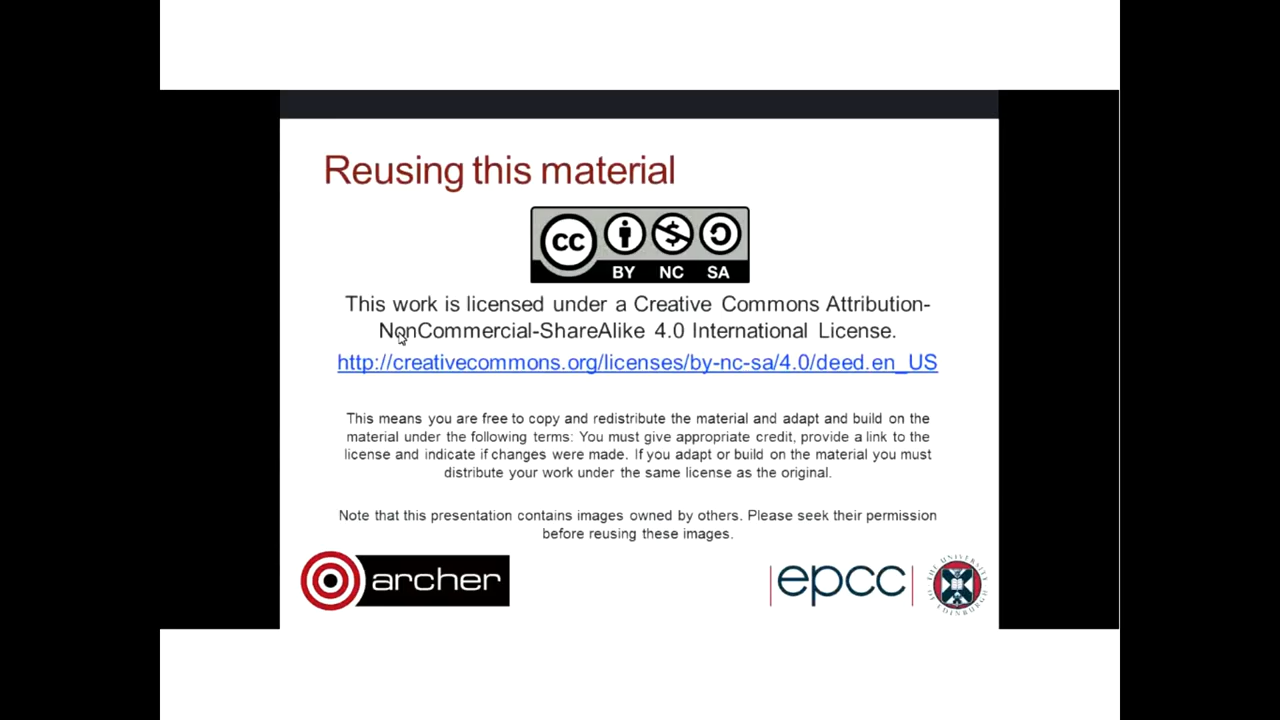 Reusing this material
cc
BY NC SA
This work is licensed under a Creative Commons Attribution-
NonCommercial-ShareAlike 4.0 International License.
http://creativecommons.org/licenses/by-nc-sa/4.0/deed.en_US
This means you are free to copy and redistribute the material and adapt and build on the
material under the following terms: You must give appropriate credit, provide a link to the
license and indicate if changes were made. If you adapt or build on the material you must
distribute your work under the same license as the original.
Note that this presentation contains images owned by others. Please seek their permission
before reusing these images.
archer
epcc
THE UNIVERSITY OF EDINBURGH